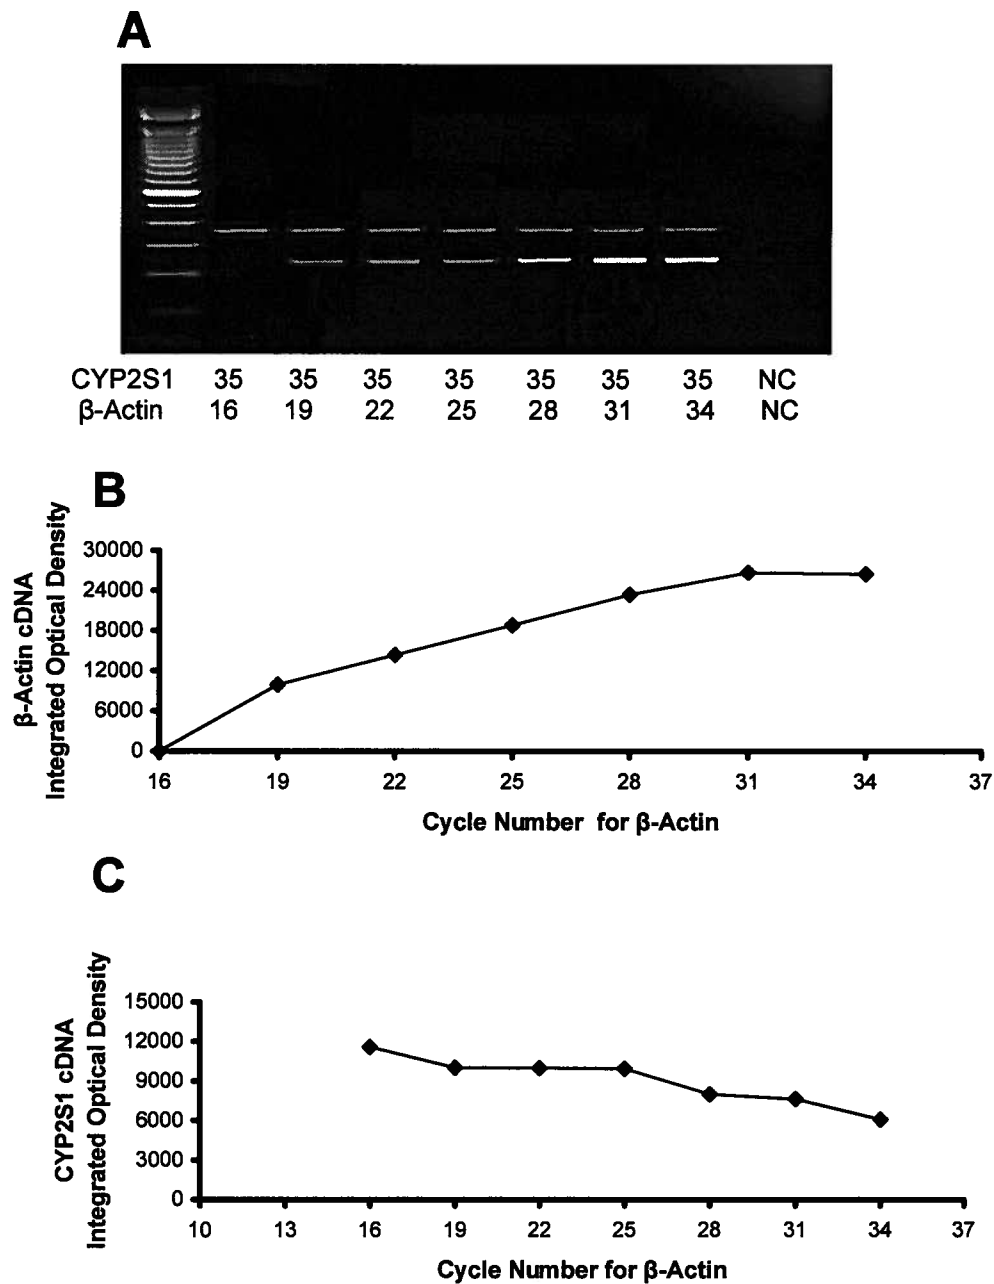 A
CYP2S1 35 35 35 35 35 35 35 NC
β-Actin 16 19 22 25 28 31 34 NC
B
β-Actin cDNA
Integrated Optical Density
30000
24000
18000
12000
6000
0
16 19 22 25 28 31 34 37
Cycle Number for β-Actin
C
CYP2S1 cDNA
Integrated Optical Density
15000
12000
9000
6000
3000
0
10 13 16 19 22 25 28 31 34 37
Cycle Number for β-Actin